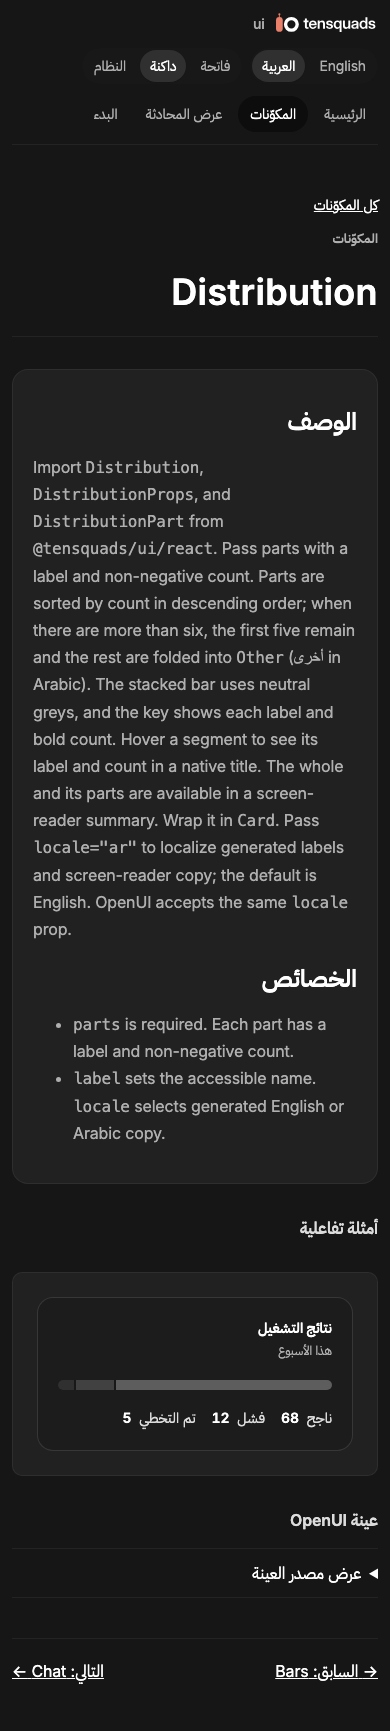 tensquads ui
English العربية فاتحة داكنة النظام
الرئيسية المكوّنات عرض المحادثة البدء
كل المكوّنات
المكوّنات
Distribution
الوصف
Import Distribution,
DistributionProps, and
DistributionPart from
@tensquads/ui/react. Pass parts with a
label and non-negative count. Parts are
sorted by count in descending order; when
there are more than six, the first five remain
and the rest are folded into Other (أخرى in
Arabic). The stacked bar uses neutral
greys, and the key shows each label and
bold count. Hover a segment to see its
label and count in a native title. The whole
and its parts are available in a screen-
reader summary. Wrap it in Card. Pass
locale="ar" to localize generated labels
and screen-reader copy; the default is
English. OpenUI accepts the same locale
prop.
الخصائص
• parts is required. Each part has a
label and non-negative count.
• label sets the accessible name.
locale selects generated English or
Arabic copy.
أمثلة تفاعلية
نتائج التشغيل
هذا الأسبوع
ناجح 68 فشل 12 تم التخطي 5
عينة OpenUI
عرض مصدر العينة
→ السابق: Bars
التالي: Chat ←